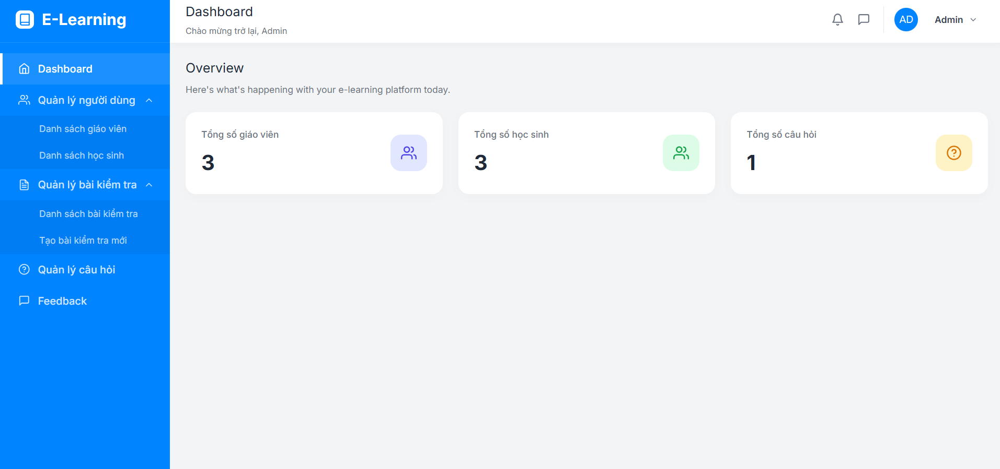 E-Learning
Dashboard
Quản lý người dùng
Danh sách giáo viên
Danh sách học sinh
Quản lý bài kiểm tra
Danh sách bài kiểm tra
Tạo bài kiểm tra mới
Quản lý câu hỏi
Feedback
Dashboard
Chào mừng trở lại, Admin
AD
Admin
Overview
Here's what's happening with your e-learning platform today.
Tổng số giáo viên
3
Tổng số học sinh
3
Tổng số câu hỏi
1